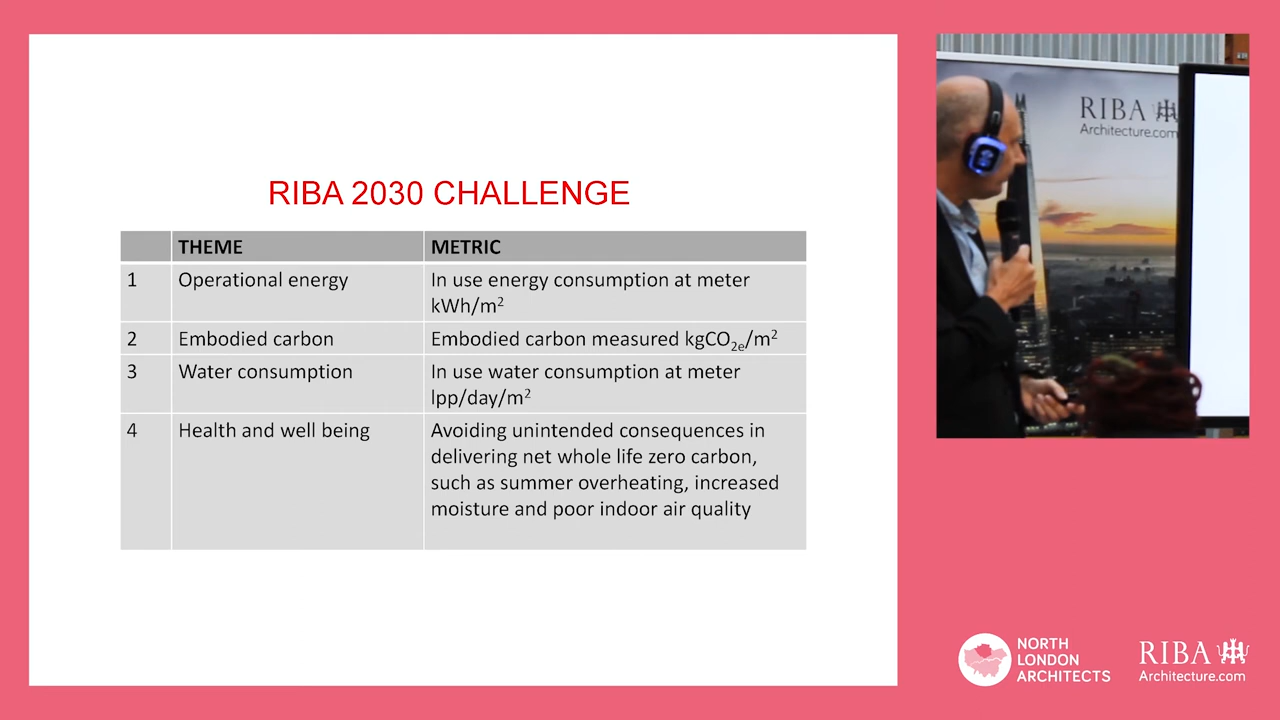 RIBA 2030 CHALLENGE
THEME METRIC
1 Operational energy In use energy consumption at meter
kWh/m²
2 Embodied carbon Embodied carbon measured kgCO₂ₑ/m²
3 Water consumption In use water consumption at meter
lpp/day/m²
4 Health and well being Avoiding unintended consequences in
delivering net whole life zero carbon,
such as summer overheating, increased
moisture and poor indoor air quality
RIBA
Architecture.com
NORTH
LONDON
ARCHITECTS
RIBA
Architecture.com